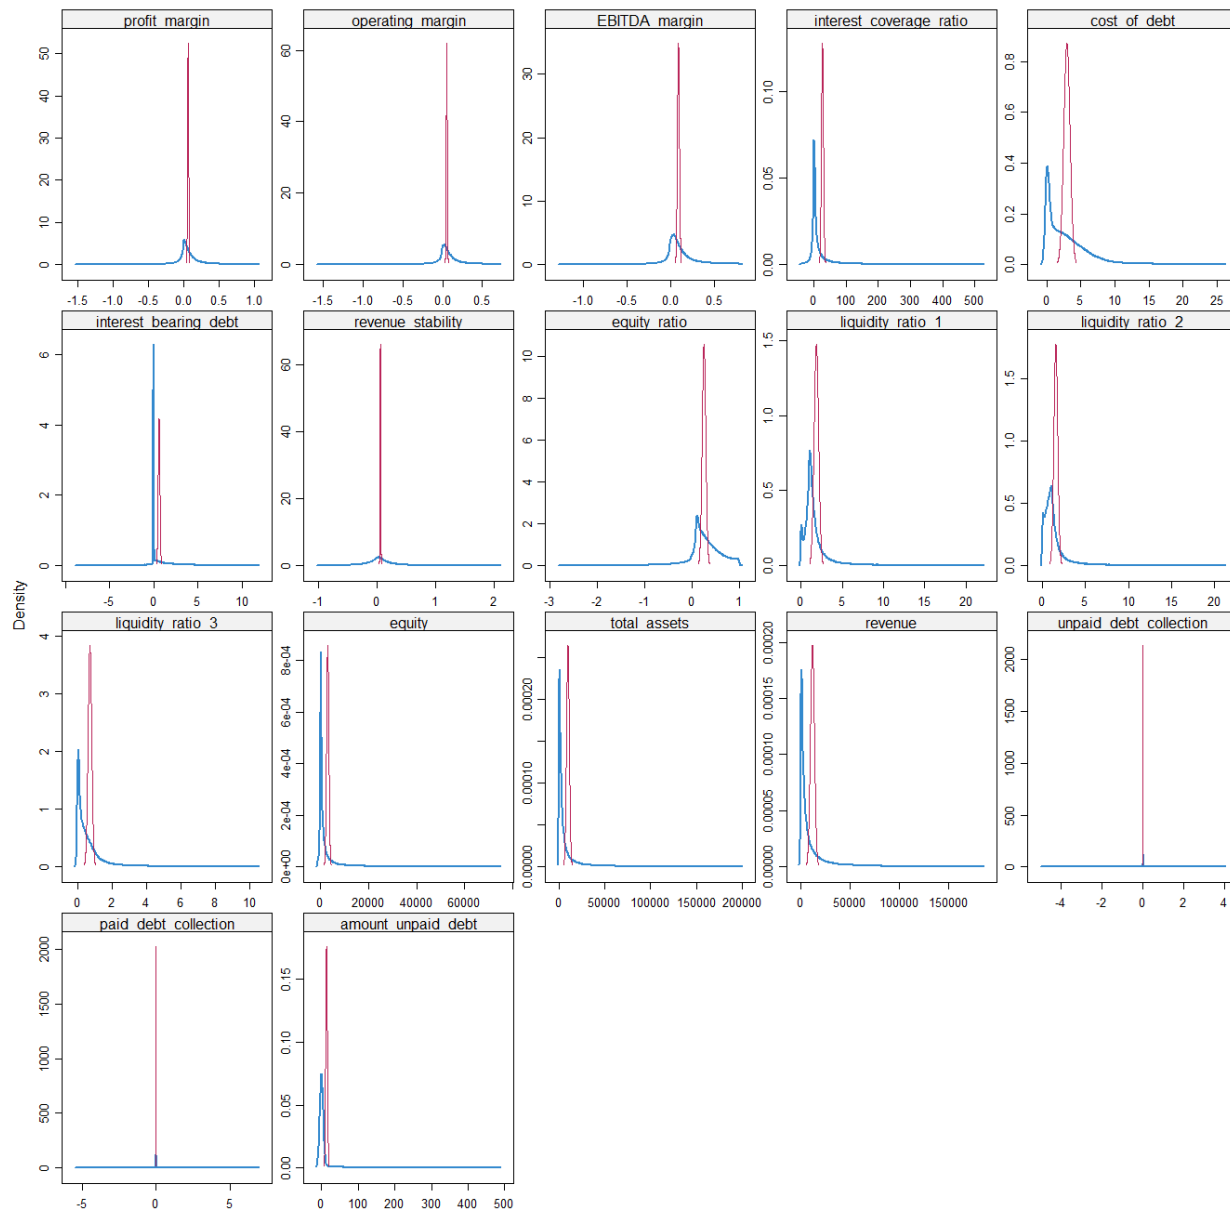 profit_margin operating_margin EBITDA_margin interest_coverage_ratio cost_of_debt
50 60 30 0.10 0.8
40 50 0.6
30 40 20 0.05 0.4
20 30 10 0.2
10 20 0 0.00 0.0
0 10
0
-1.5 -1.0 -0.5 0.0 0.5 1.0 -1.5 -1.0 -0.5 0.0 0.5 -1.0 -0.5 0.0 0.5 0 100 200 300 400 500 0 5 10 15 20 25
interest_bearing_debt revenue_stability equity_ratio liquidity_ratio_1 liquidity_ratio_2
6 60 10 1.5 1.5
4 40 8 1.0 1.0
2 20 6 0.5 0.5
0 0 4 0.0 0.0
2
0
-10 -5 0 5 10 -1 0 1 2 -3 -2 -1 0 1 0 5 10 15 20 0 5 10 15 20
Density
liquidity_ratio_3 equity total_assets revenue unpaid_debt_collection
4 8e-04 0.00020 0.00020 2000
3 6e-04 0.00010 0.00015 1500
2 4e-04 0.00000 0.00010 1000
1 2e-04 0.00005 500
0 0e+00 0.00000 0
0 2 4 6 8 10 0 20000 40000 60000 0 50000 100000 150000 200000 0 50000 100000 150000 -4 -2 0 2 4
paid_debt_collection amount_unpaid_debt
2000 0.15
1500 0.10
1000 0.05
500 0.00
0
-5 0 5 0 100 200 300 400 500